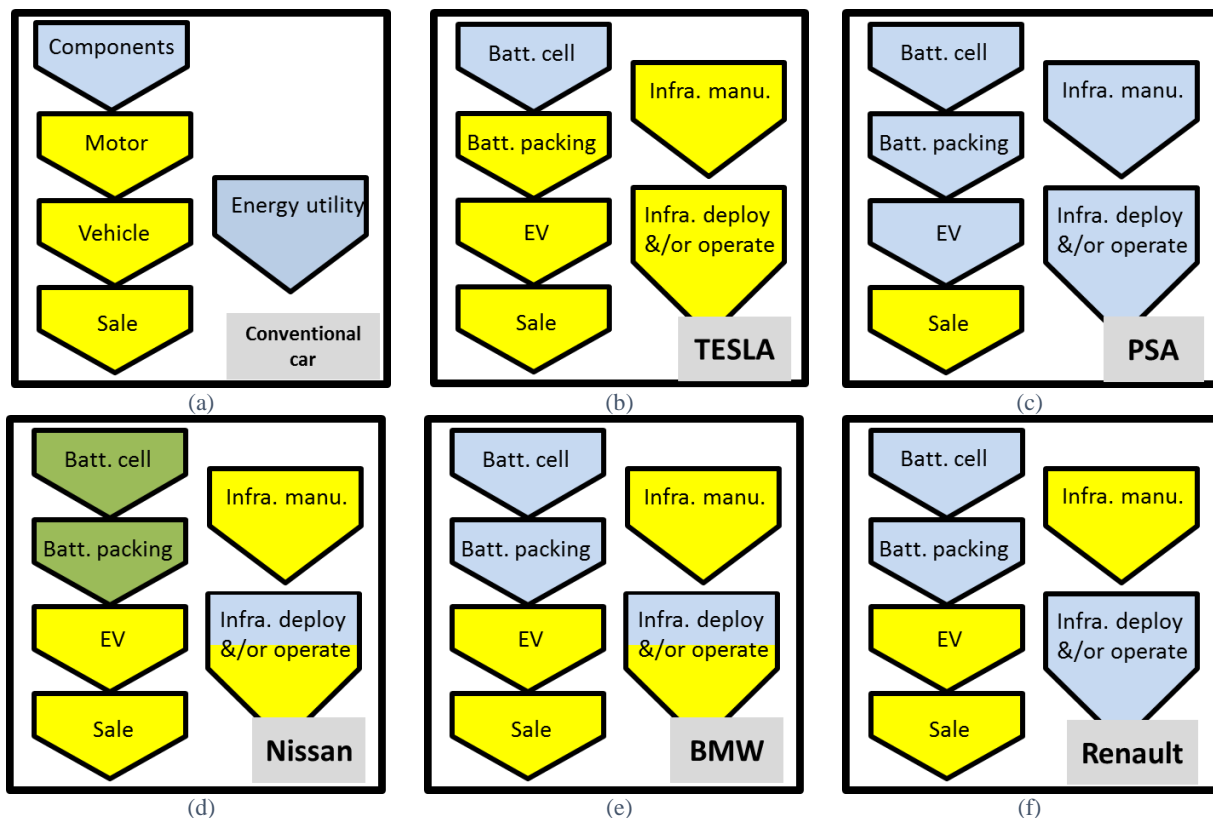 Components
Motor
Vehicle
Sale
Energy utility
Conventional
car
(a)
Batt. cell
Batt. packing
EV
Sale
Infra. manu.
Infra. deploy
&/or operate
TESLA
(b)
Batt. cell
Batt. packing
EV
Sale
Infra. manu.
Infra. deploy
&/or operate
PSA
(c)
Batt. cell
Batt. packing
EV
Sale
Infra. manu.
Infra. deploy
&/or operate
Nissan
(d)
Batt. cell
Batt. packing
EV
Sale
Infra. manu.
Infra. deploy
&/or operate
BMW
(e)
Batt. cell
Batt. packing
EV
Sale
Infra. manu.
Infra. deploy
&/or operate
Renault
(f)